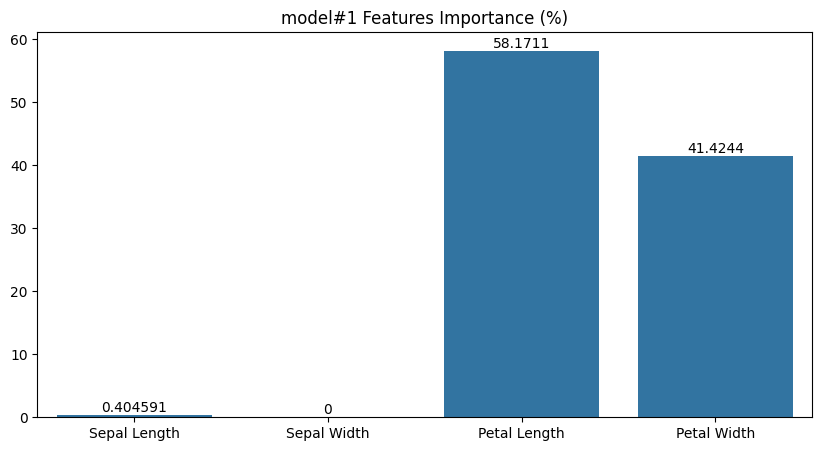 model#1 Features Importance (%)
60
50
40
30
20
10
0
0.404591
0
58.1711
41.4244
Sepal Length
Sepal Width
Petal Length
Petal Width